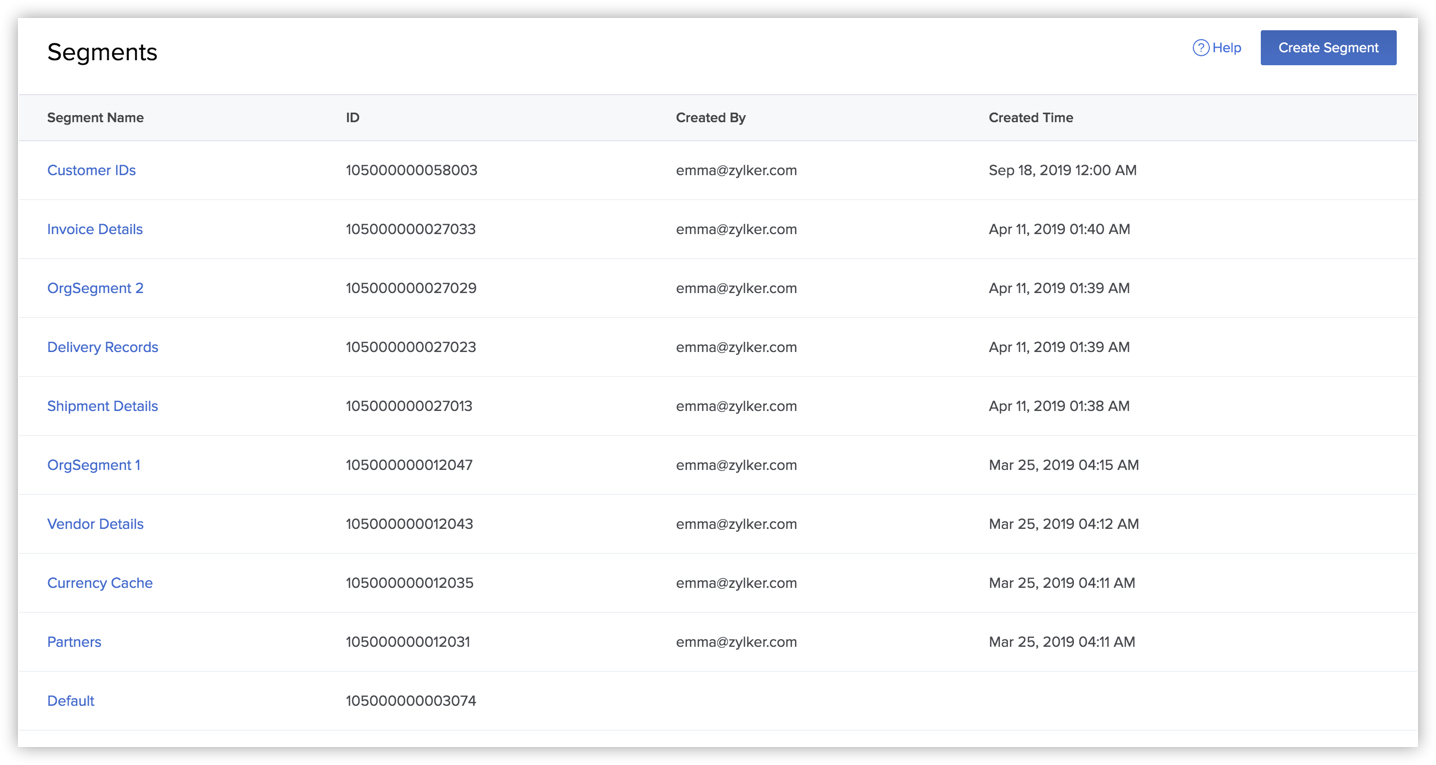 Segments
? Help
Create Segment
Segment Name ID Created By Created Time
Customer IDs 105000000058003 emma@zylker.com Sep 18, 2019 12:00 AM
Invoice Details 105000000027033 emma@zylker.com Apr 11, 2019 01:40 AM
OrgSegment 2 105000000027029 emma@zylker.com Apr 11, 2019 01:39 AM
Delivery Records 105000000027023 emma@zylker.com Apr 11, 2019 01:39 AM
Shipment Details 105000000027013 emma@zylker.com Apr 11, 2019 01:38 AM
OrgSegment 1 105000000012047 emma@zylker.com Mar 25, 2019 04:15 AM
Vendor Details 105000000012043 emma@zylker.com Mar 25, 2019 04:12 AM
Currency Cache 105000000012035 emma@zylker.com Mar 25, 2019 04:11 AM
Partners 105000000012031 emma@zylker.com Mar 25, 2019 04:11 AM
Default 105000000003074